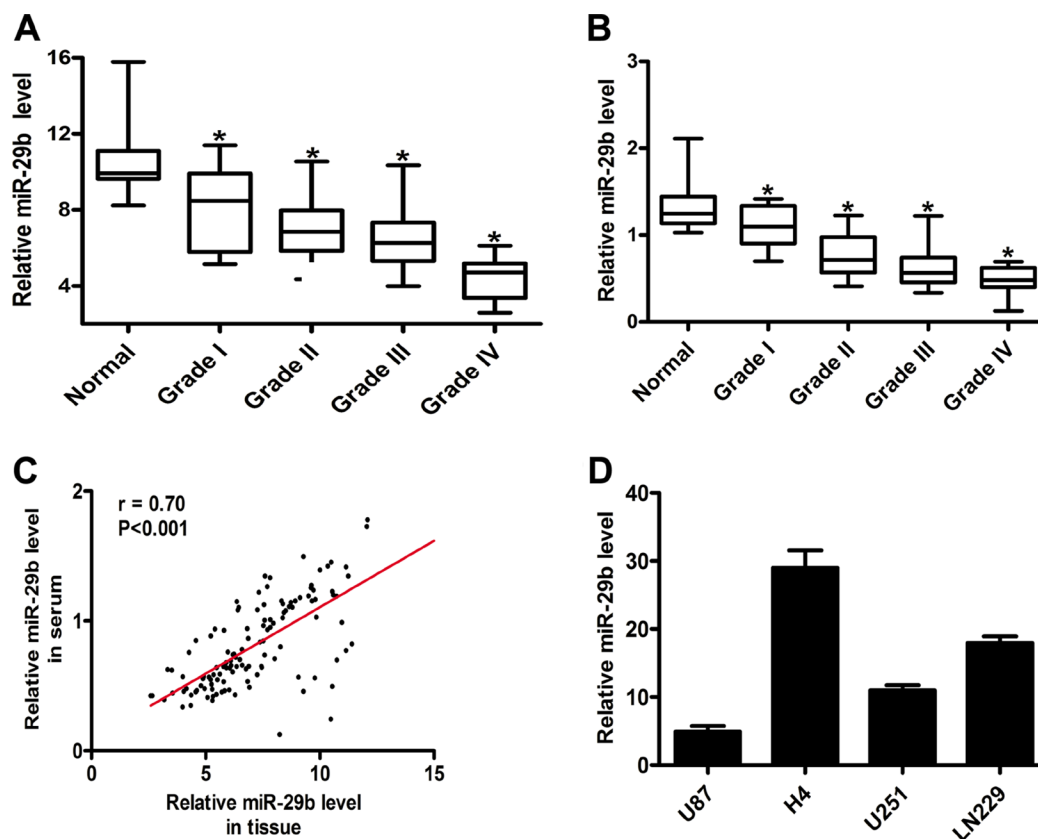 A
Relative miR-29b level
16
12
8
4
*
*
*
*
Normal
Grade I
Grade II
Grade III
Grade IV
B
Relative miR-29b level
3
2
1
0
*
*
*
*
Normal
Grade I
Grade II
Grade III
Grade IV
C
Relative miR-29b level
in serum
2
1
0
r = 0.70
P<0.001
0
5
10
15
Relative miR-29b level
in tissue
D
Relative miR-29b level
40
30
20
10
0
U87
H4
U251
LN229